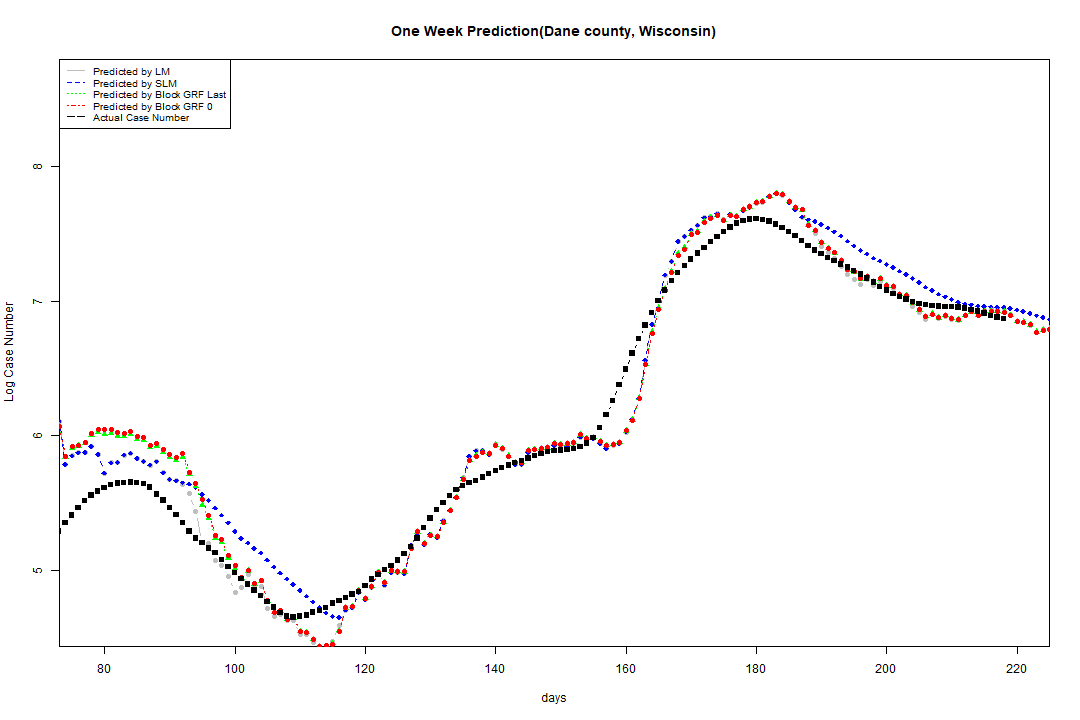 One Week Prediction(Dane county, Wisconsin)
Predicted by LM
Predicted by SLM
Predicted by Block GRF Last
Predicted by Block GRF 0
Actual Case Number
8
7
6
5
Log Case Number
80 100 120 140 160 180 200 220
days